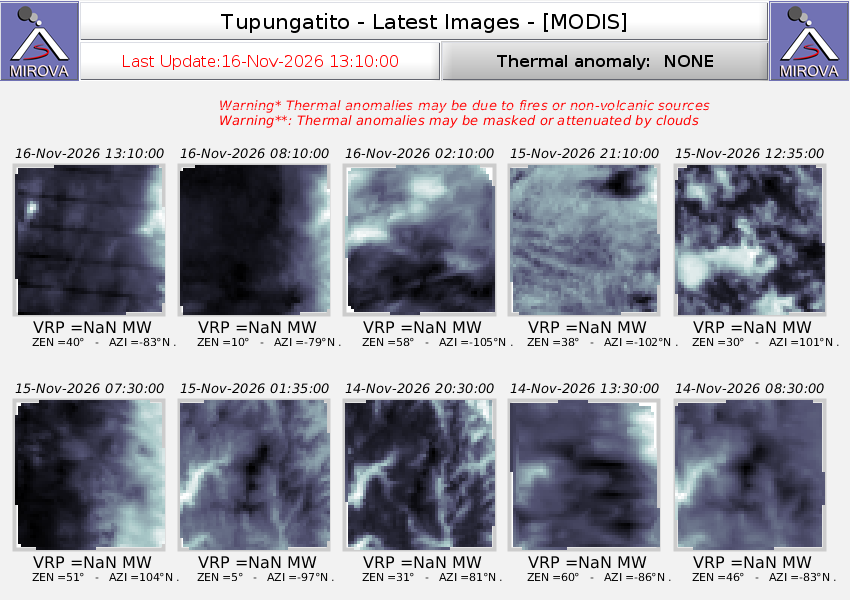 Tupungatito - Latest Images - [MODIS]
MIROVA
Last Update:16-Nov-2026 13:10:00
Thermal anomaly: NONE
MIROVA
Warning* Thermal anomalies may be due to fires or non-volcanic sources
Warning**: Thermal anomalies may be masked or attenuated by clouds
16-Nov-2026 13:10:00
16-Nov-2026 08:10:00
16-Nov-2026 02:10:00
15-Nov-2026 21:10:00
15-Nov-2026 12:35:00
VRP =NaN MW
VRP =NaN MW
VRP =NaN MW
VRP =NaN MW
VRP =NaN MW
ZEN =40° - AZI =-83°N .
ZEN =10° - AZI =-79°N .
ZEN =58° - AZI =-105°N .
ZEN =38° - AZI =-102°N .
ZEN =30° - AZI =101°N .
15-Nov-2026 07:30:00
15-Nov-2026 01:35:00
14-Nov-2026 20:30:00
14-Nov-2026 13:30:00
14-Nov-2026 08:30:00
VRP =NaN MW
VRP =NaN MW
VRP =NaN MW
VRP =NaN MW
VRP =NaN MW
ZEN =51° - AZI =104°N .
ZEN =5° - AZI =-97°N .
ZEN =31° - AZI =81°N .
ZEN =60° - AZI =-86°N .
ZEN =46° - AZI =-83°N .